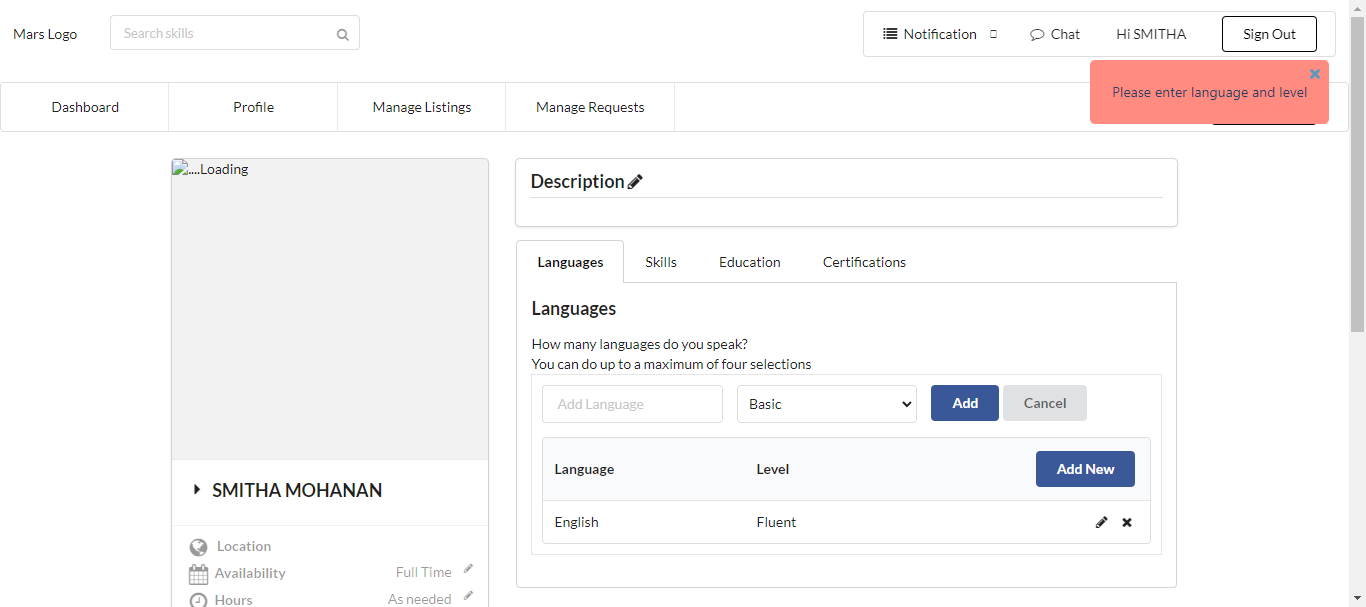 Mars Logo
Search skills
Notification
Chat
Hi SMITHA
Sign Out
Please enter language and level
Dashboard
Profile
Manage Listings
Manage Requests
....Loading
Description
Languages
Skills
Education
Certifications
Languages
How many languages do you speak?
You can do up to a maximum of four selections
Add Language
Basic
Add
Cancel
Language
Level
Add New
English
Fluent
SMITHA MOHANAN
Location
Availability
Full Time
Hours
As needed